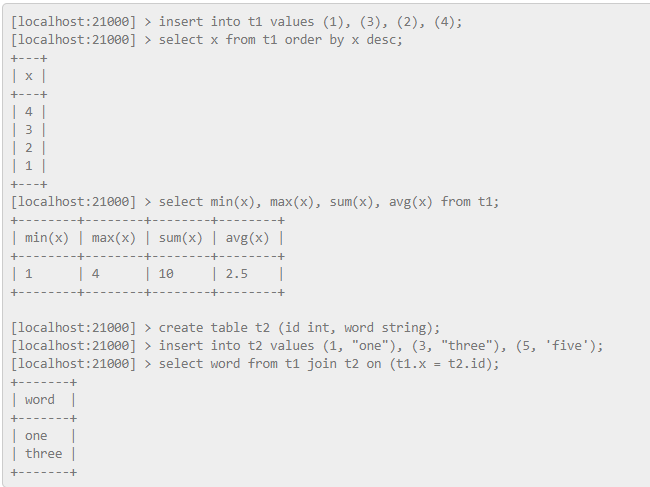 [localhost:21000] > insert into t1 values (1), (3), (2), (4);
[localhost:21000] > select x from t1 order by x desc;
+---+
| x |
+---+
| 4 |
| 3 |
| 2 |
| 1 |
+---+
[localhost:21000] > select min(x), max(x), sum(x), avg(x) from t1;
+--------+--------+--------+--------+
| min(x) | max(x) | sum(x) | avg(x) |
+--------+--------+--------+--------+
| 1      | 4      | 10     | 2.5    |
+--------+--------+--------+--------+
[localhost:21000] > create table t2 (id int, word string);
[localhost:21000] > insert into t2 values (1, "one"), (3, "three"), (5, 'five');
[localhost:21000] > select word from t1 join t2 on (t1.x = t2.id);
+-------+
| word  |
+-------+
| one   |
| three |
+-------+